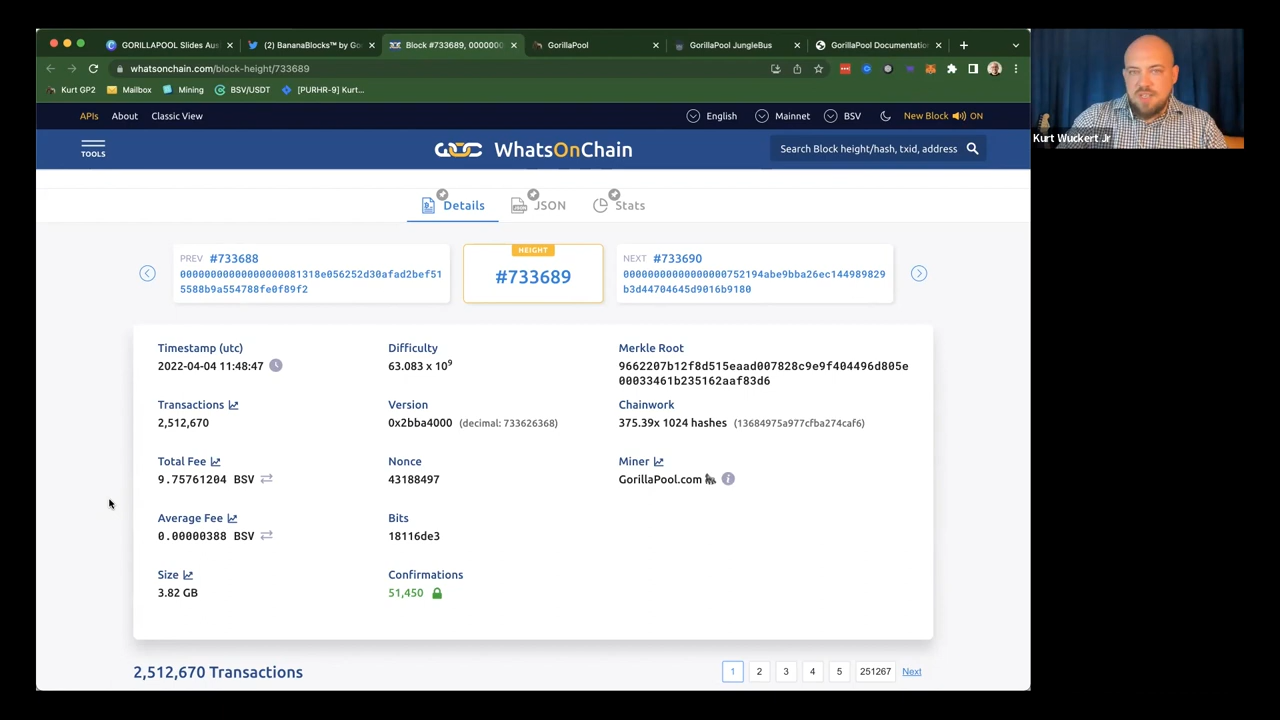 GORILLAPOOL Slides Aus
(2) BananaBlocks™ by Go
Block #733689, 0000000
GorillaPool
GorillaPool JungleBus
GorillaPool Documentatio
whatsonchain.com/block-height/733689
Kurt GP2
Mailbox
Mining
BSV/USDT
[PURHR-9] Kurt...
APIs
About
Classic View
English
Mainnet
BSV
New Block
ON
TOOLS
WhatsOnChain
Search Block height/hash, txid, address
Details
JSON
Stats
PREV #733688
0000000000000000081318e056252d30afad2bef51
5588b9a554788fe0f89f2
HEIGHT
#733689
NEXT #733690
00000000000000000752194abe9bba26ec144989829
b3d44704645d9016b9180
Timestamp (utc)
2022-04-04 11:48:47
Difficulty
63.083 x 10⁹
Merkle Root
9662207b12f8d515eaad007828c9e9f404496d805e
00033461b235162aaf83d6
Transactions
2,512,670
Version
0x2bba4000 (decimal: 733626368)
Chainwork
375.39x 1024 hashes (13684975a977cfba274caf6)
Total Fee
9.75761204 BSV
Nonce
43188497
Miner
GorillaPool.com 🦍
Average Fee
0.00000388 BSV
Bits
18116de3
Size
3.82 GB
Confirmations
51,450
2,512,670 Transactions
1 2 3 4 5 251267 Next
Kurt Wuckert Jr